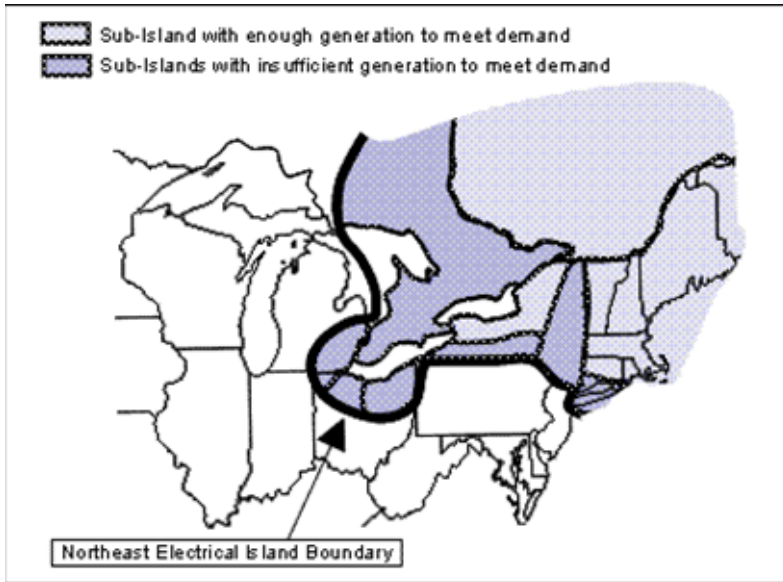 Sub-Island with enough generation to meet demand
Sub-Islands with insufficient generation to meet demand
Northeast Electrical Island Boundary